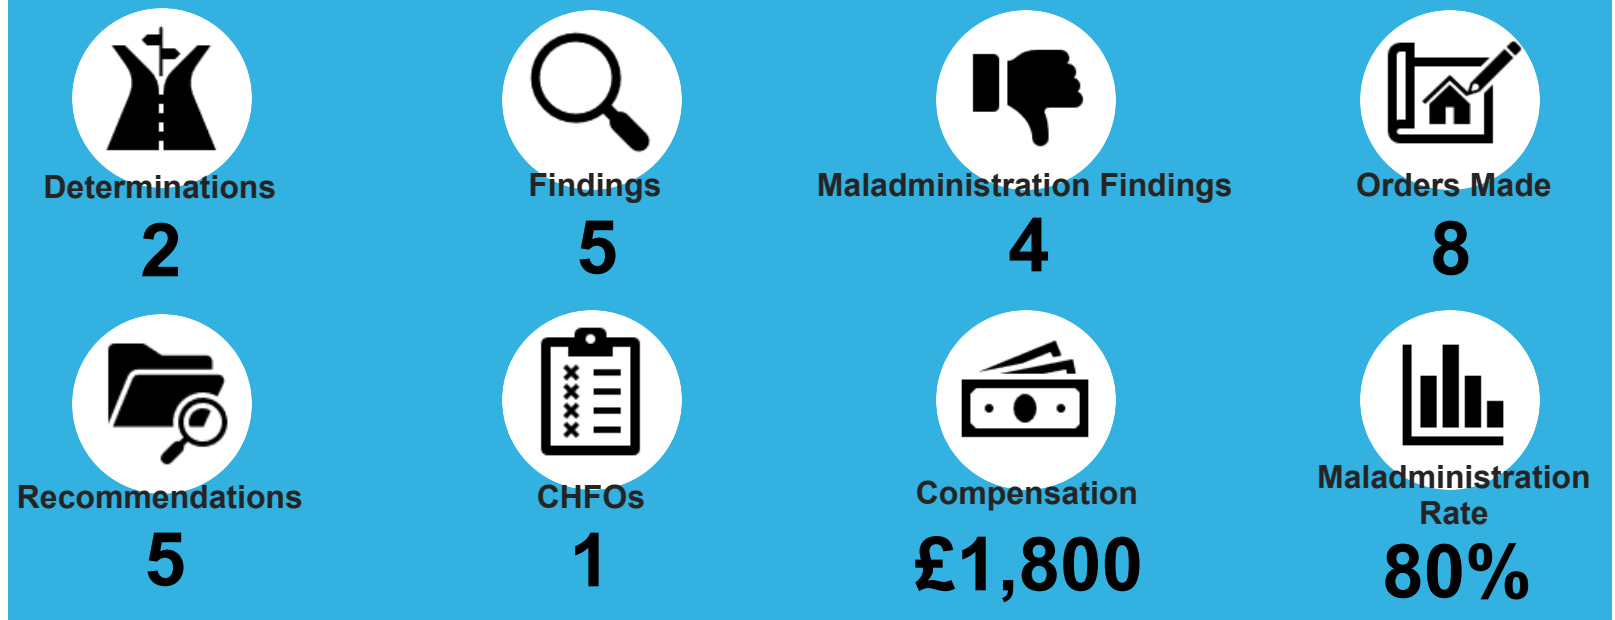 Determinations
2
Findings
5
Maladministration Findings
4
Orders Made
8
Recommendations
5
CHFOs
1
Compensation
£1,800
Maladministration
Rate
80%